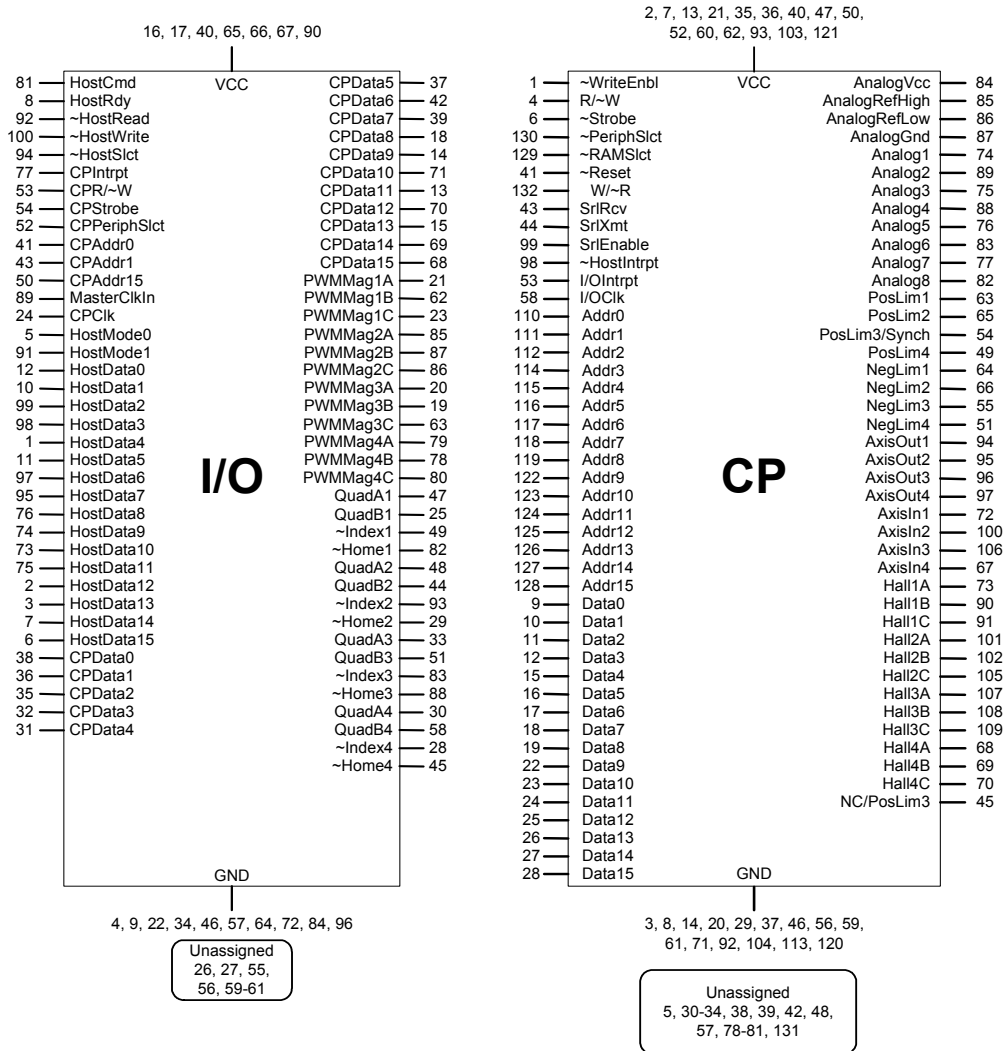 16, 17, 40, 65, 66, 67, 90
VCC
81 HostCmd
8 HostRdy
92 ~HostRead
100 ~HostWrite
94 ~HostSlct
77 CPIntrpt
53 CPR/~W
54 CPStrobe
52 CPPeriphSlct
41 CPAddr0
43 CPAddr1
50 CPAddr15
89 MasterClkIn
24 CPClk
5 HostMode0
91 HostMode1
12 HostData0
10 HostData1
99 HostData2
98 HostData3
1 HostData4
11 HostData5
97 HostData6
95 HostData7
76 HostData8
74 HostData9
73 HostData10
75 HostData11
2 HostData12
3 HostData13
7 HostData14
6 HostData15
38 CPData0
36 CPData1
35 CPData2
32 CPData3
31 CPData4
I/O
CPData5 37
CPData6 42
CPData7 39
CPData8 18
CPData9 14
CPData10 71
CPData11 13
CPData12 70
CPData13 15
CPData14 69
CPData15 68
PWMMag1A 21
PWMMag1B 62
PWMMag1C 23
PWMMag2A 85
PWMMag2B 87
PWMMag2C 86
PWMMag3A 20
PWMMag3B 19
PWMMag3C 63
PWMMag4A 79
PWMMag4B 78
PWMMag4C 80
QuadA1 47
QuadB1 25
~Index1 49
~Home1 82
QuadA2 48
QuadB2 44
~Index2 93
~Home2 29
QuadA3 33
QuadB3 51
~Index3 83
~Home3 88
QuadA4 30
QuadB4 58
~Index4 28
~Home4 45
GND
4, 9, 22, 34, 46, 57, 64, 72, 84, 96
Unassigned
26, 27, 55,
56, 59-61
2, 7, 13, 21, 35, 36, 40, 47, 50,
52, 60, 62, 93, 103, 121
VCC
1 ~WriteEnbl
4 R/~W
6 ~Strobe
130 ~PeriphSlct
129 ~RAMSlct
41 ~Reset
132 W/~R
43 SrlRcv
44 SrlXmt
99 SrlEnable
98 ~HostIntrpt
53 I/OIntrpt
58 I/OClk
110 Addr0
111 Addr1
112 Addr2
114 Addr3
115 Addr4
116 Addr5
117 Addr6
118 Addr7
119 Addr8
122 Addr9
123 Addr10
124 Addr11
125 Addr12
126 Addr13
127 Addr14
128 Addr15
9 Data0
10 Data1
11 Data2
12 Data3
15 Data4
16 Data5
17 Data6
18 Data7
19 Data8
22 Data9
23 Data10
24 Data11
25 Data12
26 Data13
27 Data14
28 Data15
CP
AnalogVcc 84
AnalogRefHigh 85
AnalogRefLow 86
AnalogGnd 87
Analog1 74
Analog2 89
Analog3 75
Analog4 88
Analog5 76
Analog6 83
Analog7 77
Analog8 82
PosLim1 63
PosLim2 65
PosLim3/Synch 54
PosLim4 49
NegLim1 64
NegLim2 66
NegLim3 55
NegLim4 51
AxisOut1 94
AxisOut2 95
AxisOut3 96
AxisOut4 97
AxisIn1 72
AxisIn2 100
AxisIn3 106
AxisIn4 67
Hall1A 73
Hall1B 90
Hall1C 91
Hall2A 101
Hall2B 102
Hall2C 105
Hall3A 107
Hall3B 108
Hall3C 109
Hall4A 68
Hall4B 69
Hall4C 70
NC/PosLim3 45
GND
3, 8, 14, 20, 29, 37, 46, 56, 59,
61, 71, 92, 104, 113, 120
Unassigned
5, 30-34, 38, 39, 42, 48,
57, 78-81, 131